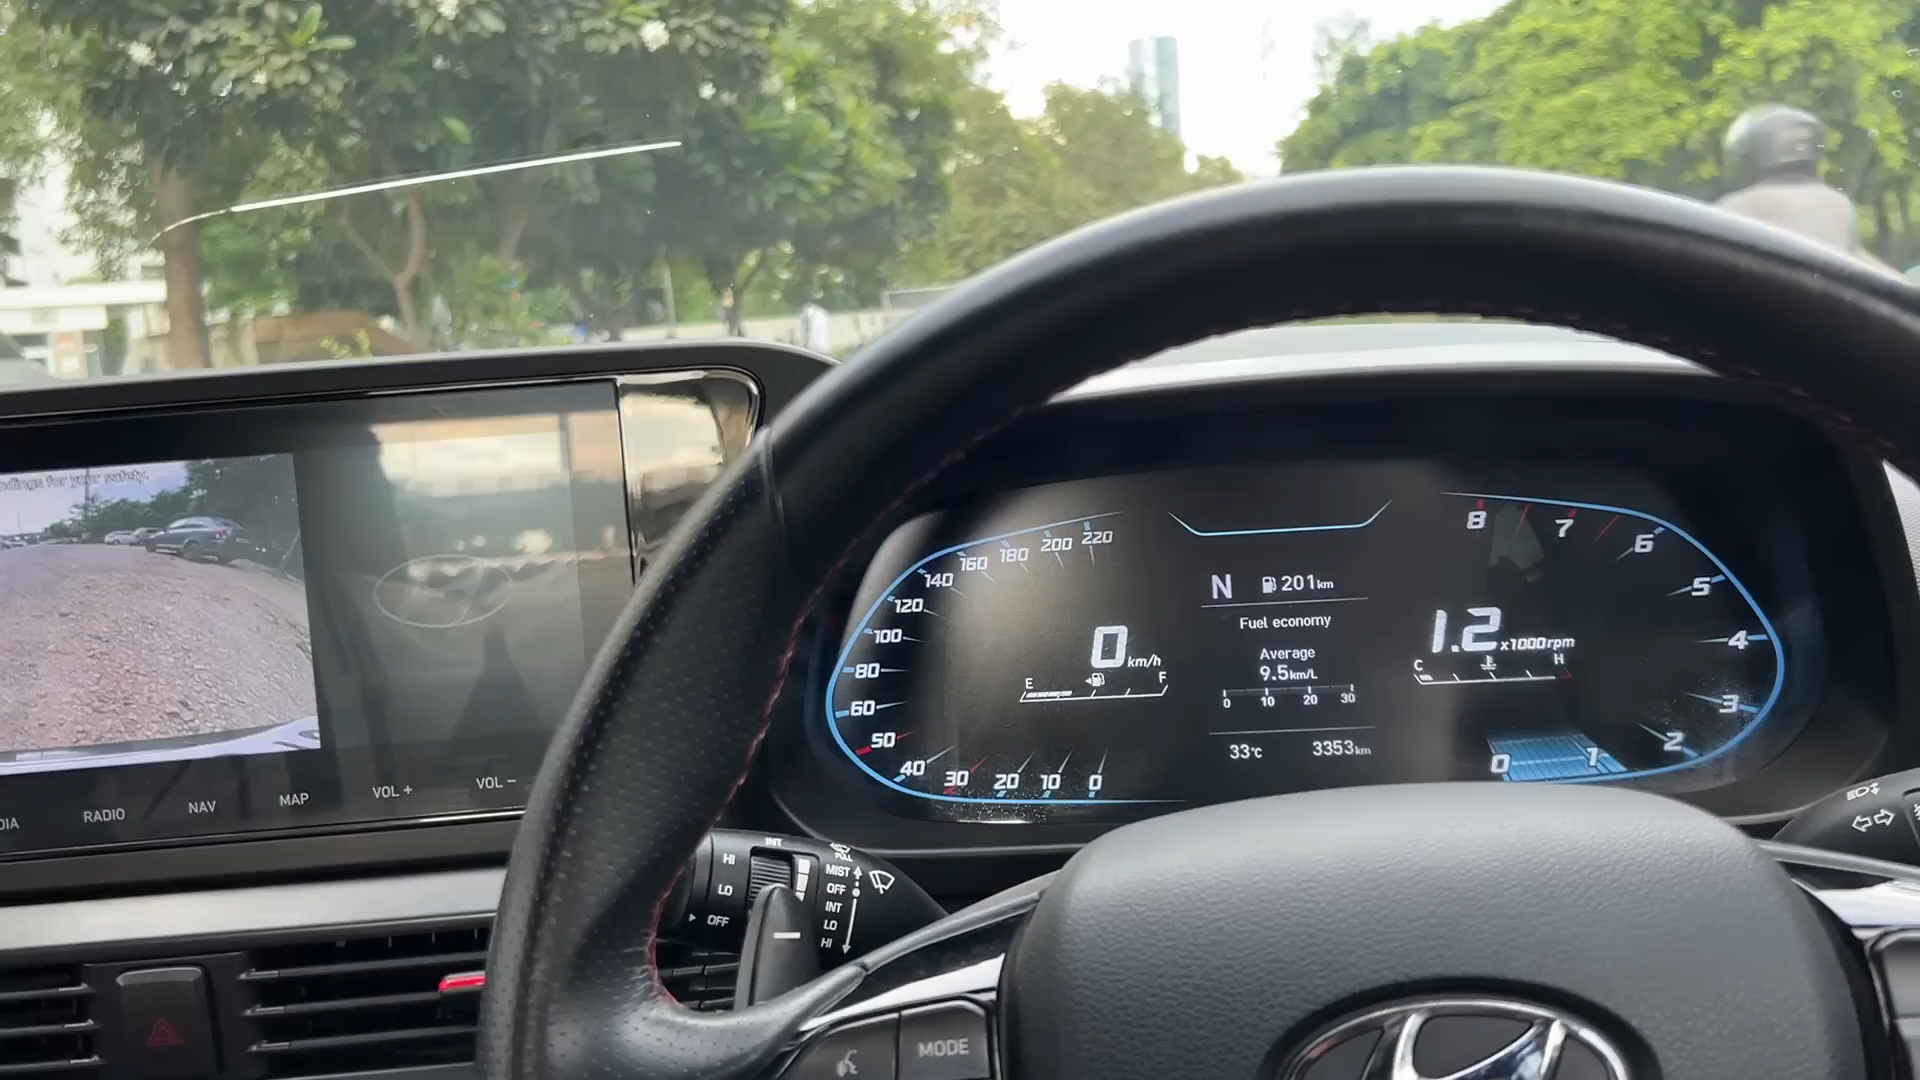 ndings for your safety.
DIA RADIO NAV MAP VOL + VOL −
220
200
180
160
140
120
100
80
60
50
40
30
20
10
0
0 km/h
E F
N 201km
Fuel economy
Average
9.5km/L
0 10 20 30
33℃ 3353km
8
7
6
5
4
3
2
1
0
1.2 x1000rpm
C H
INT
HI
LO
OFF
PULL
MIST
OFF
INT
LO
HI
MODE